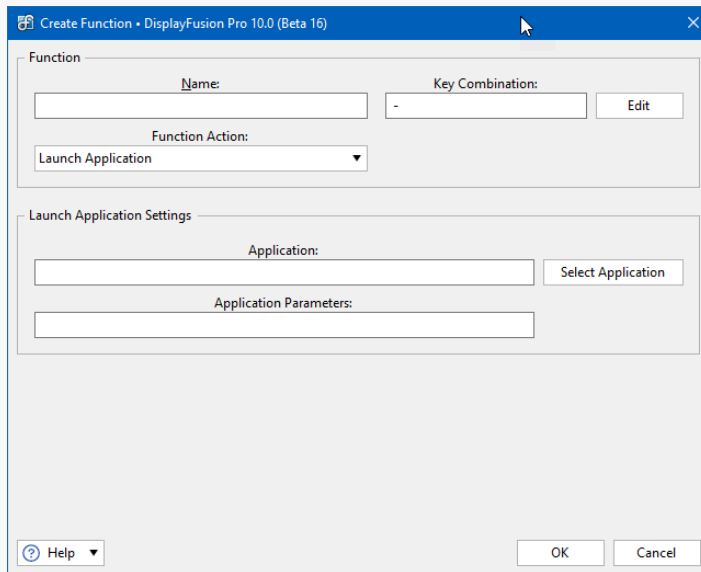 Create Function • DisplayFusion Pro 10.0 (Beta 16)
Function
Name: Key Combination:
- Edit
Function Action:
Launch Application
Launch Application Settings
Application:
Select Application
Application Parameters:
Help OK Cancel